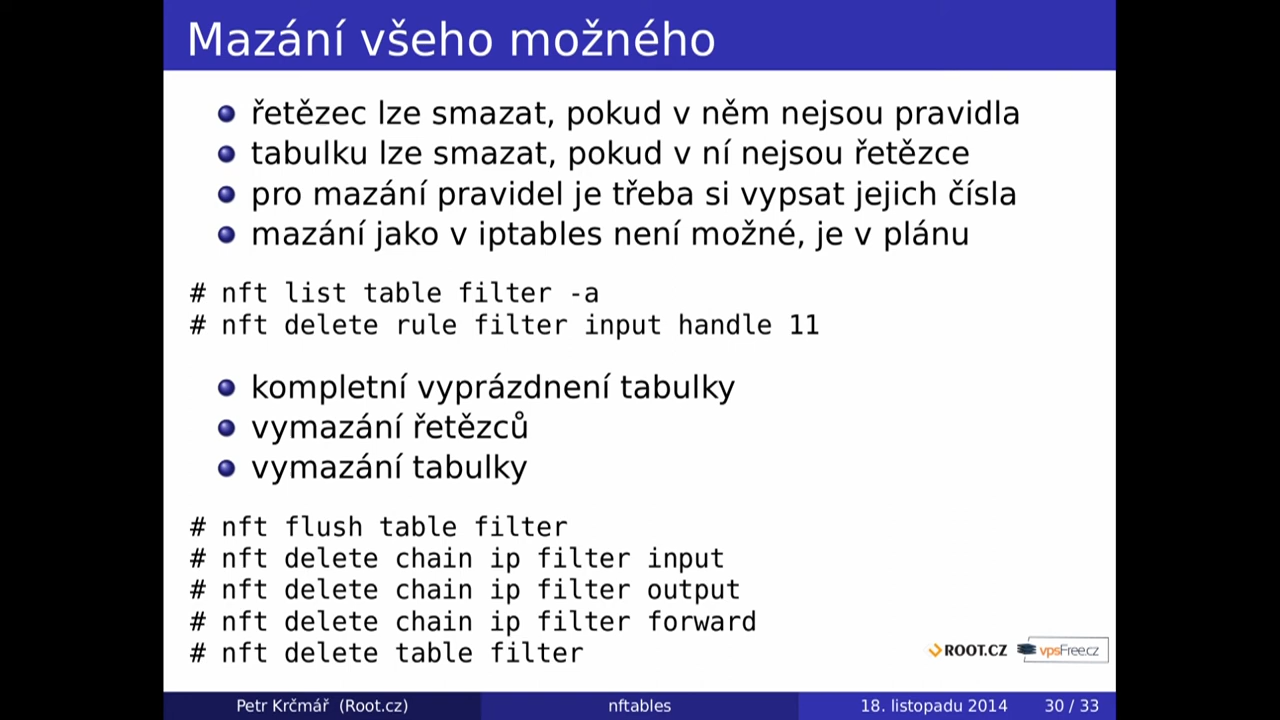 Mazání všeho možného
řetězec lze smazat, pokud v něm nejsou pravidla
tabulku lze smazat, pokud v ní nejsou řetězce
pro mazání pravidel je třeba si vypsat jejich čísla
mazání jako v iptables není možné, je v plánu
# nft list table filter -a
# nft delete rule filter input handle 11
kompletní vyprázdnení tabulky
vymazání řetězců
vymazání tabulky
# nft flush table filter
# nft delete chain ip filter input
# nft delete chain ip filter output
# nft delete chain ip filter forward
# nft delete table filter
ROOT.CZ vpsFree.cz
Petr Krčmář (Root.cz) nftables 18. listopadu 2014 30 / 33